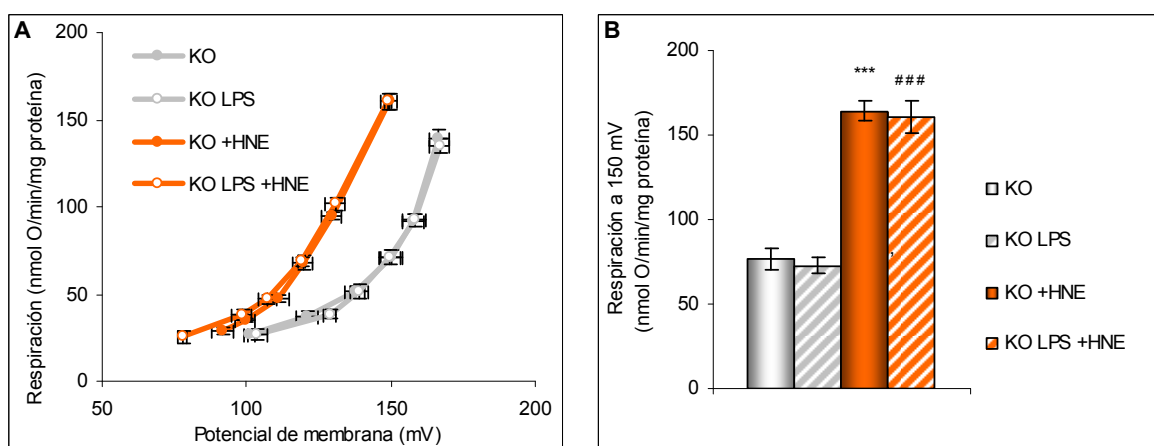 A
Respiración (nmol O/min/mg proteína)
200
150
100
50
0
KO
KO LPS
KO +HNE
KO LPS +HNE
50
100
150
200
Potencial de membrana (mV)
B
Respiración a 150 mV
(nmol O/min/mg proteína)
200
150
100
50
0
***
###
KO
KO LPS
KO +HNE
KO LPS +HNE